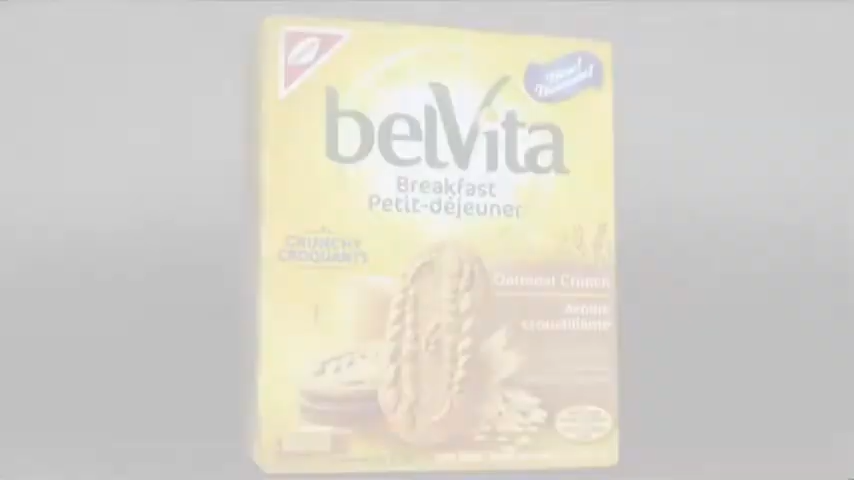 belVita
Breakfast
Petit-déjeuner
CRUNCHY
CROQUANTS
Oatmeal Crunch
Avoine
croustillante